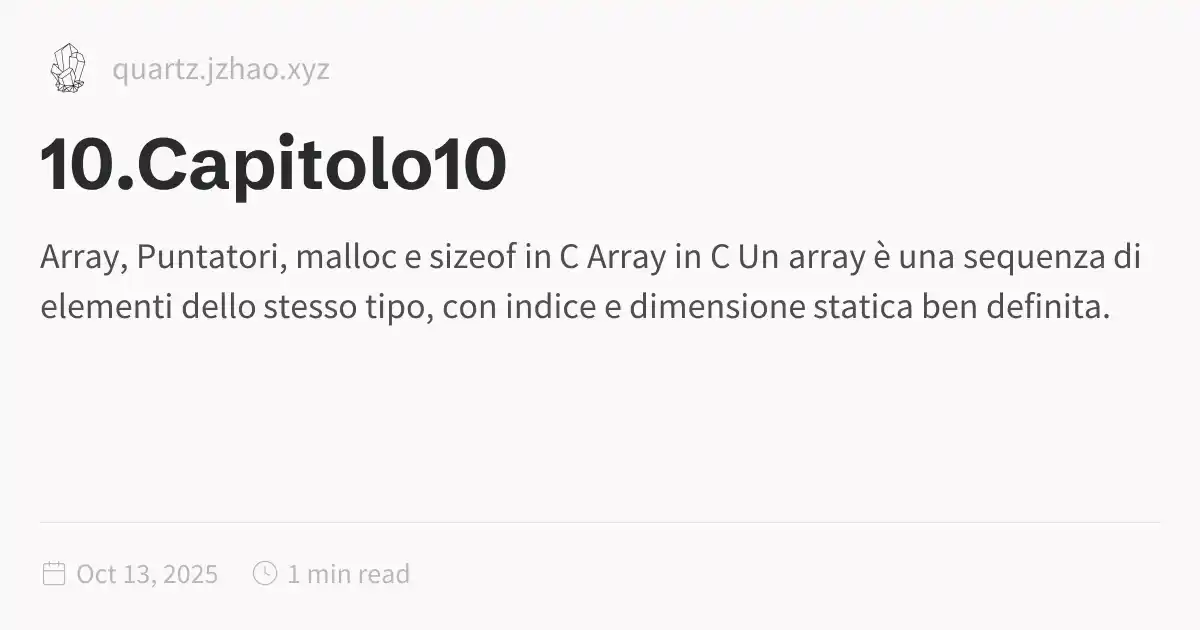 quartz.jzhao.xyz
10.Capitolo10
Array, Puntatori, malloc e sizeof in C Array in C Un array è una sequenza di
elementi dello stesso tipo, con indice e dimensione statica ben definita.
Oct 13, 2025 1 min read